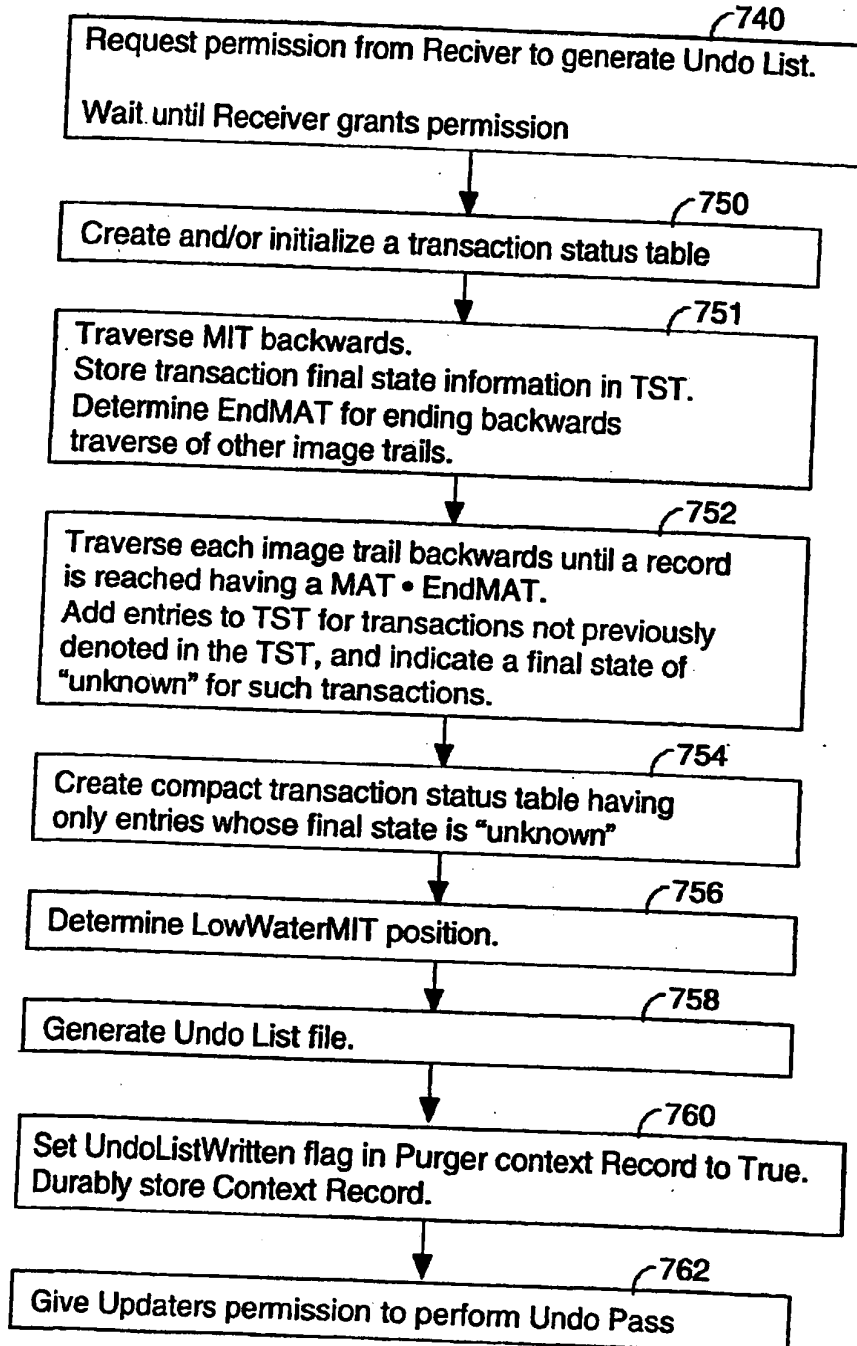 740
Request permission from Reciver to generate Undo List.
Wait until Receiver grants permission
750
Create and/or initialize a transaction status table
751
Traverse MIT backwards.
Store transaction final state information in TST.
Determine EndMAT for ending backwards
traverse of other image trails.
752
Traverse each image trail backwards until a record
is reached having a MAT • EndMAT.
Add entries to TST for transactions not previously
denoted in the TST, and indicate a final state of
“unknown” for such transactions.
754
Create compact transaction status table having
only entries whose final state is “unknown”
756
Determine LowWaterMIT position.
758
Generate Undo List file.
760
Set UndoListWritten flag in Purger context Record to True.
Durably store Context Record.
762
Give Updaters permission to perform Undo Pass